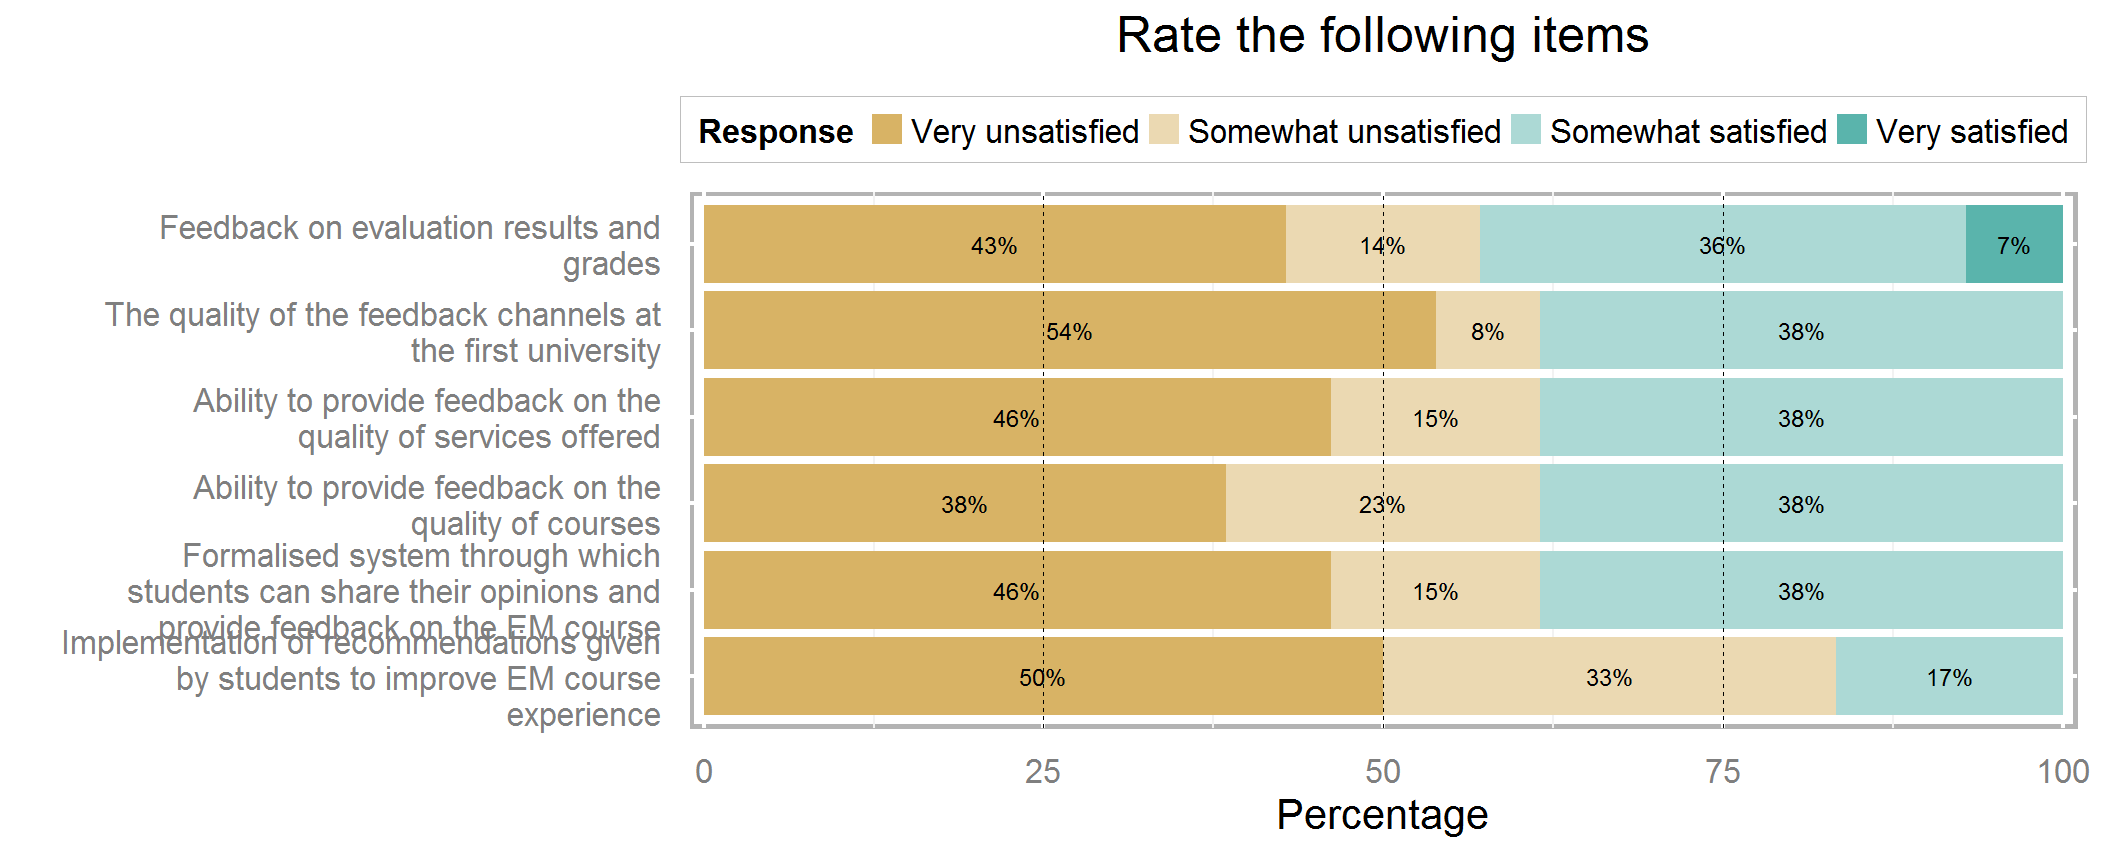 Rate the following items
Response Very unsatisfied Somewhat unsatisfied Somewhat satisfied Very satisfied
Feedback on evaluation results and
grades
43% 14% 36% 7%
The quality of the feedback channels at
the first university
54% 8% 38%
Ability to provide feedback on the
quality of services offered
46% 15% 38%
Ability to provide feedback on the
quality of courses
38% 23% 38%
Formalised system through which
students can share their opinions and
provide feedback on the EM course
46% 15% 38%
Implementation of recommendations given
by students to improve EM course
experience
50% 33% 17%
0 25 50 75 100
Percentage